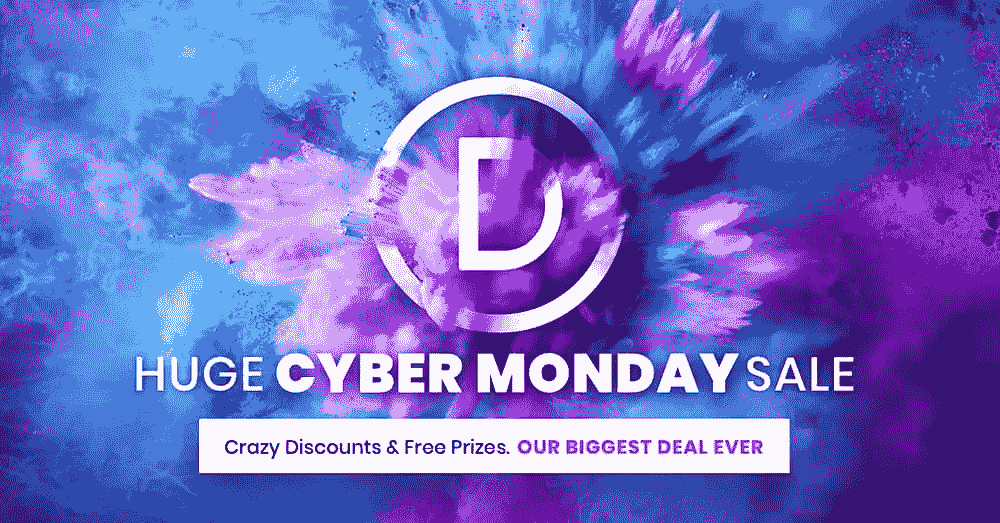 D
HUGE CYBER MONDAY SALE
Crazy Discounts & Free Prizes. OUR BIGGEST DEAL EVER